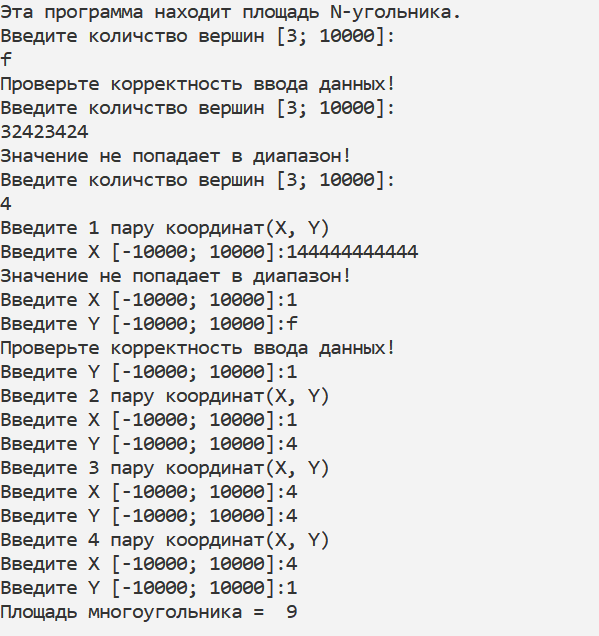 Эта программа находит площадь N-угольника.
Введите количство вершин [3; 10000]:
f
Проверьте корректность ввода данных!
Введите количство вершин [3; 10000]:
32423424
Значение не попадает в диапазон!
Введите количство вершин [3; 10000]:
4
Введите 1 пару координат(X, Y)
Введите X [-10000; 10000]:144444444444
Значение не попадает в диапазон!
Введите X [-10000; 10000]:1
Введите Y [-10000; 10000]:f
Проверьте корректность ввода данных!
Введите Y [-10000; 10000]:1
Введите 2 пару координат(X, Y)
Введите X [-10000; 10000]:1
Введите Y [-10000; 10000]:4
Введите 3 пару координат(X, Y)
Введите X [-10000; 10000]:4
Введите Y [-10000; 10000]:4
Введите 4 пару координат(X, Y)
Введите X [-10000; 10000]:4
Введите Y [-10000; 10000]:1
Площадь многоугольника =  9